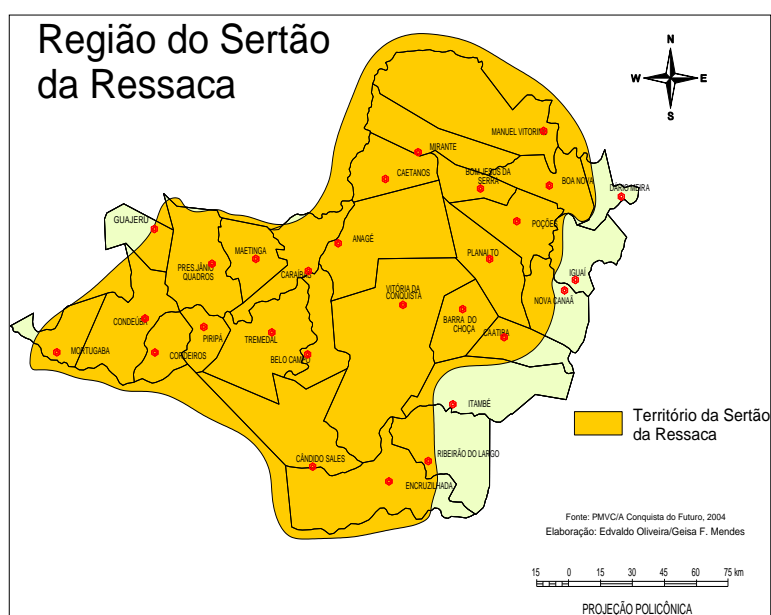 Região do Sertão
da Ressaca
N
W
E
S
MANUEL VITORINO
MIRANTE
CAETANOS
BOM JESUS DA
SERRA
BOA NOVA
DARIO MEIRA
GUAJERU
POÇÕES
ANAGÉ
MAETINGA
PLANALTO
PRES.JÂNIO
QUADROS
CARAÍBAS
IGUAÍ
VITÓRIA DA
CONQUISTA
NOVA CANAÃ
BARRA DO
CHOÇA
CONDEÚBA
PIRIPÁ
TREMEDAL
CAATIBA
MORTUGABA
CORDEIROS
BELO CAMPO
ITAMBÉ
Território da Sertão
da Ressaca
CÂNDIDO SALES
RIBEIRÃO DO LARGO
ENCRUZILHADA
Fonte: PMVC/A Conquista do Futuro, 2004
Elaboração: Edvaldo Oliveira/Geisa F. Mendes
15 0 15 30 45 60 75 km
PROJEÇÃO POLICÔNICA